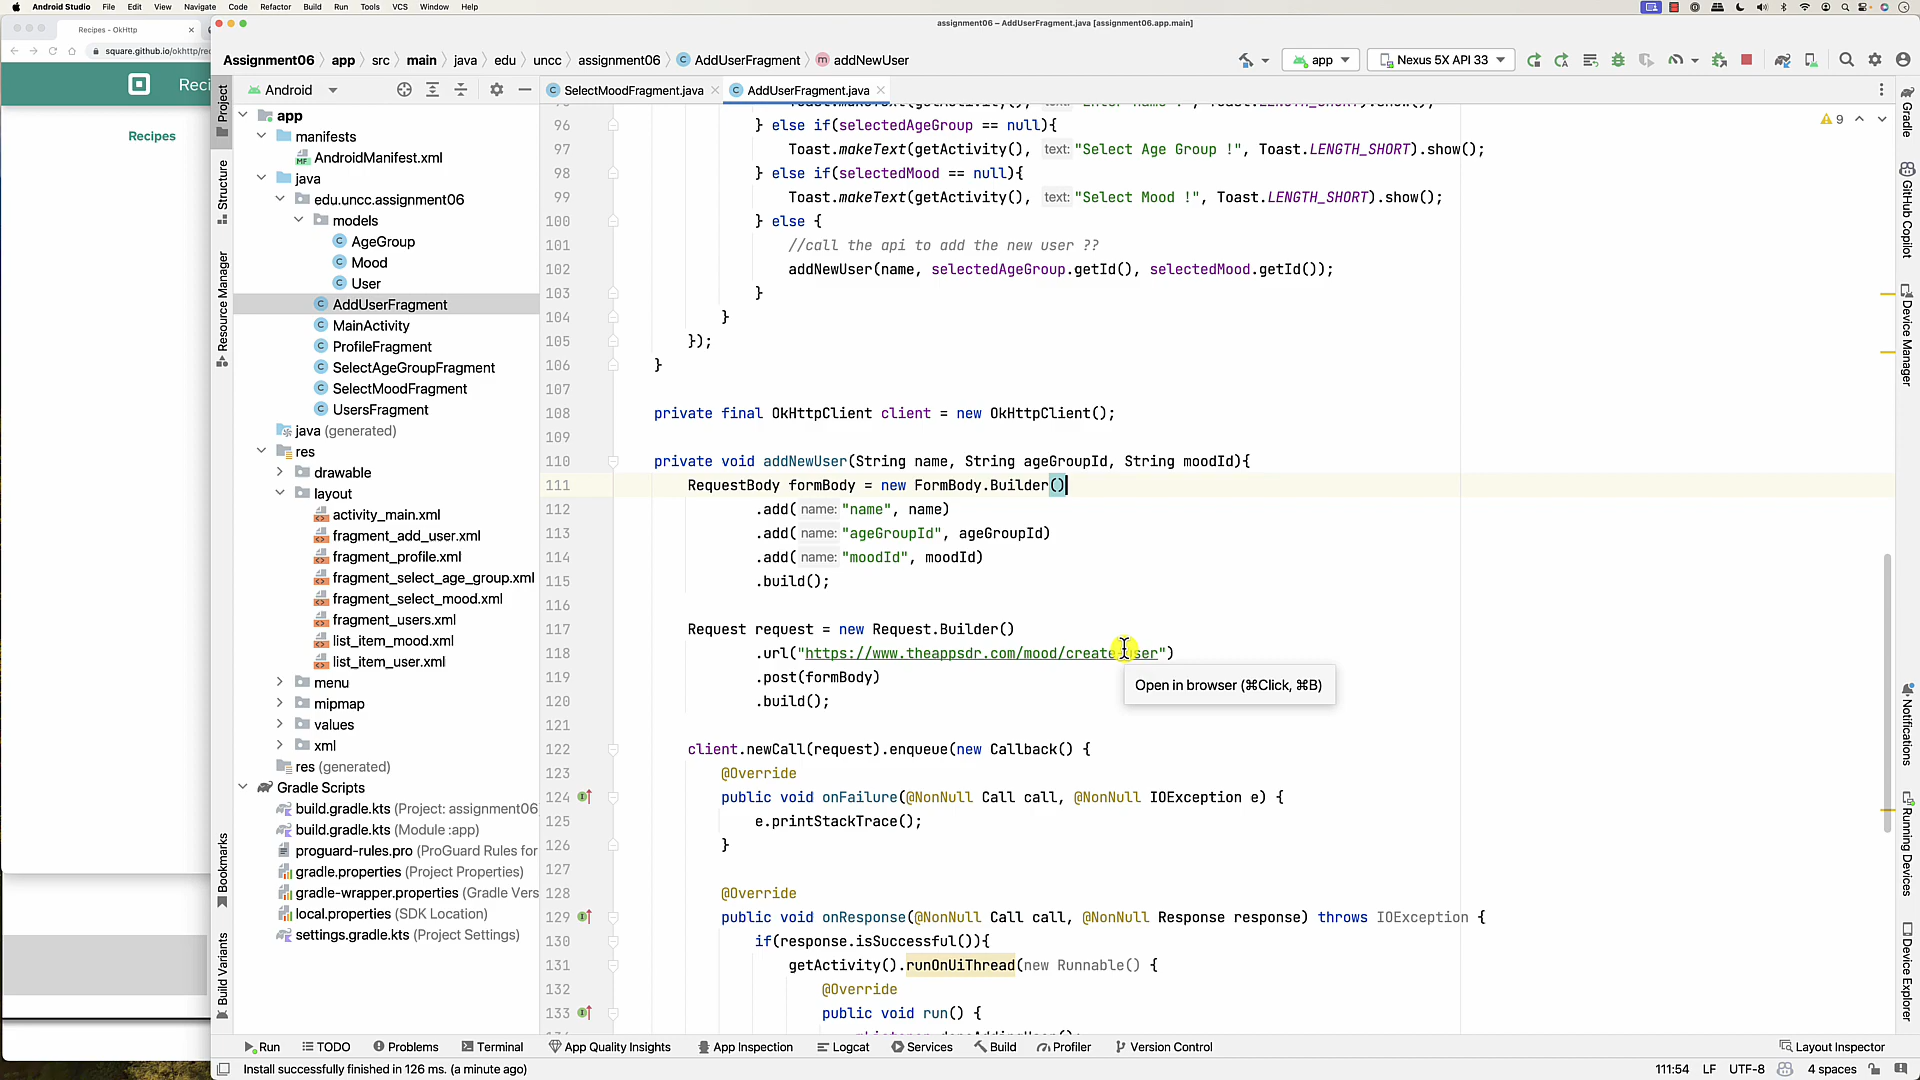 Android Studio File Edit View Navigate Code Refactor Build Run Tools VCS Window Help
assignment06 – AddUserFragment.java [assignment06.app.main]
Recipes - OkHttp
square.github.io/okhttp/rec
Reci
Recipes
Assignment06 app src main java edu uncc assignment06 AddUserFragment addNewUser
app Nexus 5X API 33
Android
SelectMoodFragment.java AddUserFragment.java
Project
Structure
Resource Manager
Bookmarks
Build Variants
app
manifests
AndroidManifest.xml
java
edu.uncc.assignment06
models
AgeGroup
Mood
User
AddUserFragment
MainActivity
ProfileFragment
SelectAgeGroupFragment
SelectMoodFragment
UsersFragment
java (generated)
res
drawable
layout
activity_main.xml
fragment_add_user.xml
fragment_profile.xml
fragment_select_age_group.xml
fragment_select_mood.xml
fragment_users.xml
list_item_mood.xml
list_item_user.xml
menu
mipmap
values
xml
res (generated)
Gradle Scripts
build.gradle.kts (Project: assignment06
build.gradle.kts (Module :app)
proguard-rules.pro (ProGuard Rules for
gradle.properties (Project Properties)
gradle-wrapper.properties (Gradle Vers
local.properties (SDK Location)
settings.gradle.kts (Project Settings)
9
96 } else if(selectedAgeGroup == null){
97 Toast.makeText(getActivity(), text: "Select Age Group !", Toast.LENGTH_SHORT).show();
98 } else if(selectedMood == null){
99 Toast.makeText(getActivity(), text: "Select Mood !", Toast.LENGTH_SHORT).show();
100 } else {
101 //call the api to add the new user ??
102 addNewUser(name, selectedAgeGroup.getId(), selectedMood.getId());
103 }
104 }
105 });
106 }
107
108 private final OkHttpClient client = new OkHttpClient();
109
110 private void addNewUser(String name, String ageGroupId, String moodId){
111 RequestBody formBody = new FormBody.Builder()
112 .add( name: "name", name)
113 .add( name: "ageGroupId", ageGroupId)
114 .add( name: "moodId", moodId)
115 .build();
116
117 Request request = new Request.Builder()
118 .url("https://www.theappsdr.com/mood/create ser")
Open in browser (⌘Click, ⌘B)
119 .post(formBody)
120 .build();
121
122 client.newCall(request).enqueue(new Callback() {
123 @Override
124 public void onFailure(@NonNull Call call, @NonNull IOException e) {
125 e.printStackTrace();
126 }
127
128 @Override
129 public void onResponse(@NonNull Call call, @NonNull Response response) throws IOException {
130 if(response.isSuccessful()){
131 getActivity().runOnUiThread(new Runnable() {
132 @Override
133 public void run() {
Gradle
GitHub Copilot
Device Manager
Notifications
Running Devices
Device Explorer
Run TODO Problems Terminal App Quality Insights App Inspection Logcat Services Build Profiler Version Control Layout Inspector
Install successfully finished in 126 ms. (a minute ago)
111:54 LF UTF-8 4 spaces